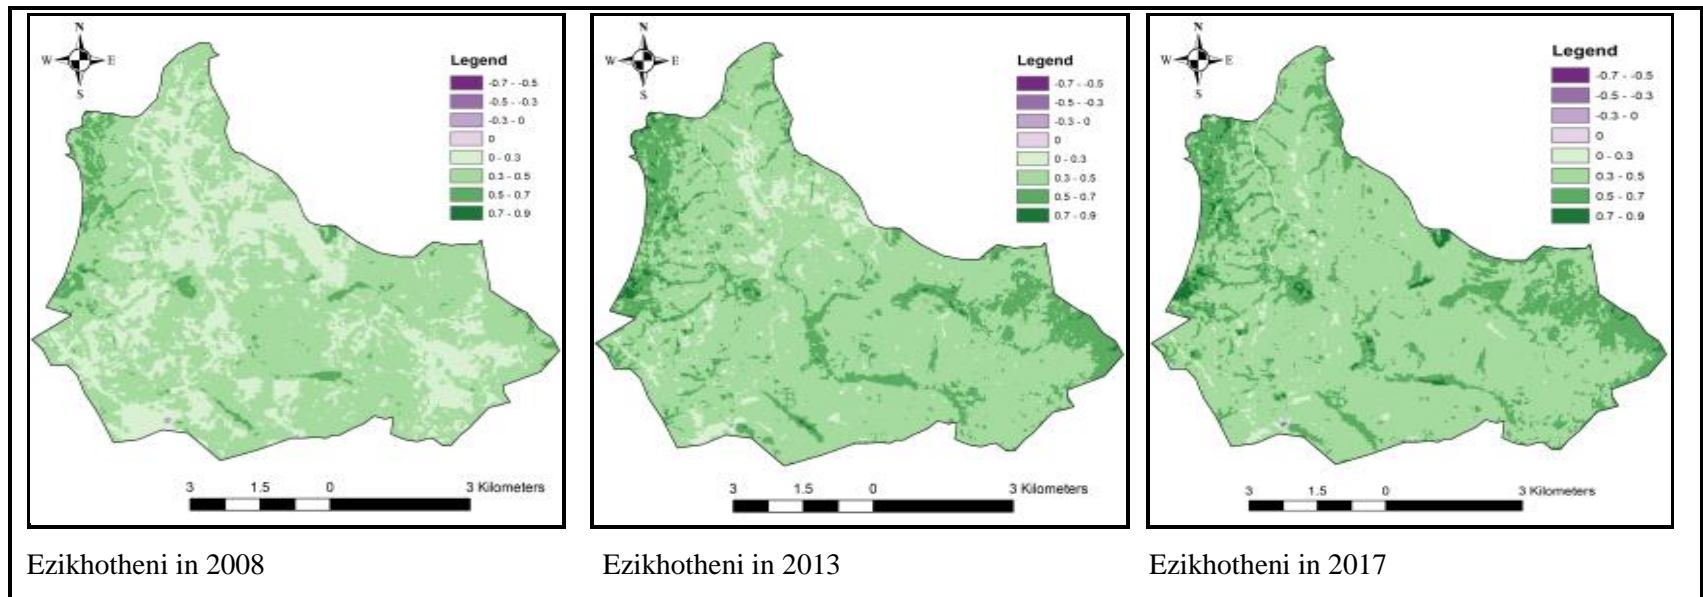 N
W E
S
Legend
-0.7 - -0.5
-0.5 - -0.3
-0.3 - 0
0
0 - 0.3
0.3 - 0.5
0.5 - 0.7
0.7 - 0.9
3 1.5 0 3 Kilometers
Ezikhotheni in 2008
N
W E
S
Legend
-0.7 - -0.5
-0.5 - -0.3
-0.3 - 0
0
0 - 0.3
0.3 - 0.5
0.5 - 0.7
0.7 - 0.9
3 1.5 0 3 Kilometers
Ezikhotheni in 2013
N
W E
S
Legend
-0.7 - -0.5
-0.5 - -0.3
-0.3 - 0
0
0 - 0.3
0.3 - 0.5
0.5 - 0.7
0.7 - 0.9
3 1.5 0 3 Kilometers
Ezikhotheni in 2017